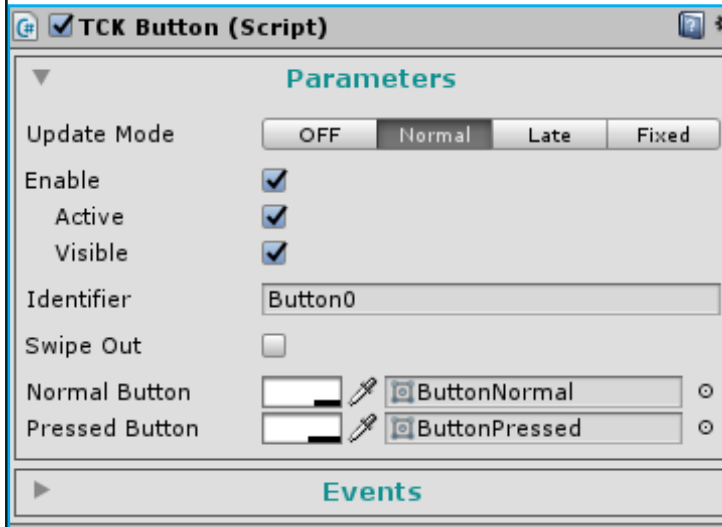 TCK Button (Script)
Parameters
Update Mode OFF Normal Late Fixed
Enable
Active
Visible
Identifier Button0
Swipe Out
Normal Button ButtonNormal
Pressed Button ButtonPressed
Events